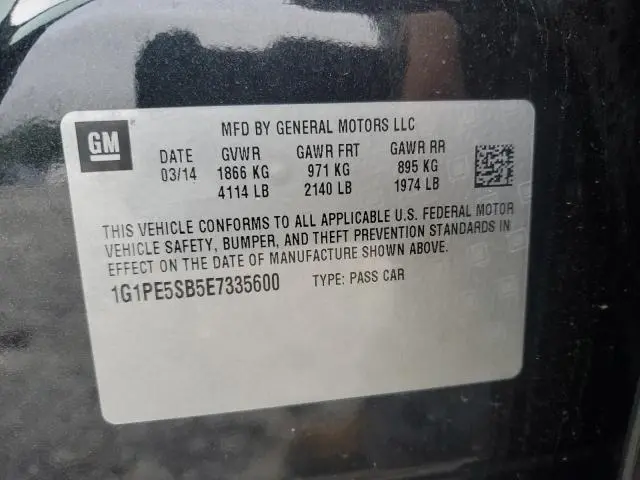 GM
MFD BY GENERAL MOTORS LLC
DATE GVWR GAWR FRT GAWR RR
03/14 1866 KG 971 KG 895 KG
4114 LB 2140 LB 1974 LB
THIS VEHICLE CONFORMS TO ALL APPLICABLE U.S. FEDERAL MOTOR
VEHICLE SAFETY, BUMPER, AND THEFT PREVENTION STANDARDS IN
EFFECT ON THE DATE OF MANUFACTURE SHOWN ABOVE.
1G1PE5SB5E7335600 TYPE: PASS CAR